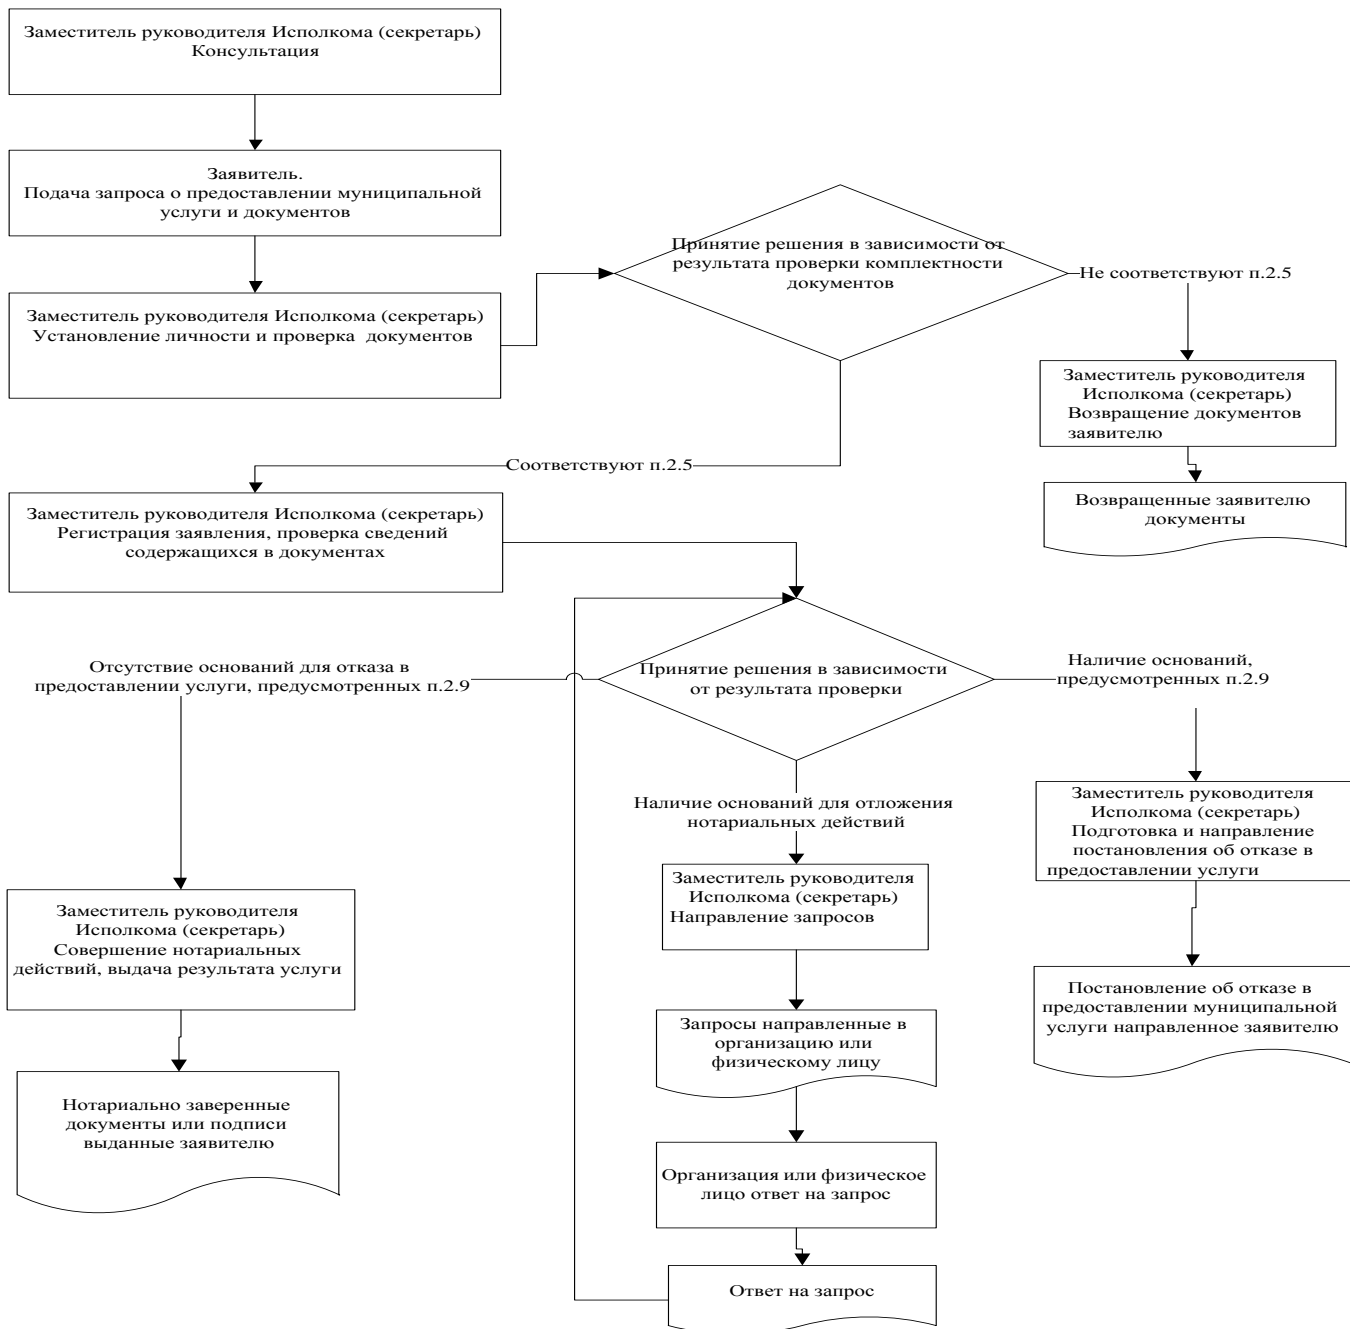 Заместитель руководителя Исполкома (секретарь)
Консультация
Заявитель.
Подача запроса о предоставлении муниципальной
услуги и документов
Заместитель руководителя Исполкома (секретарь)
Установление личности и проверка документов
Принятие решения в зависимости от
результата проверки комплектности
документов
Не соответствуют п.2.5
Заместитель руководителя
Исполкома (секретарь)
Возвращение документов
заявителю
Возвращенные заявителю
документы
Соответствуют п.2.5
Заместитель руководителя Исполкома (секретарь)
Регистрация заявления, проверка сведений
содержащихся в документах
Принятие решения в зависимости
от результата проверки
Отсутствие оснований для отказа в
предоставлении услуги, предусмотренных п.2.9
Наличие оснований,
предусмотренных п.2.9
Наличие оснований для отложения
нотариальных действий
Заместитель руководителя
Исполкома (секретарь)
Совершение нотариальных
действий, выдача результата услуги
Нотариально заверенные
документы или подписи
выданные заявителю
Заместитель руководителя
Исполкома (секретарь)
Направление запросов
Запросы направленные в
организацию или
физическому лицу
Организация или физическое
лицо ответ на запрос
Ответ на запрос
Заместитель руководителя
Исполкома (секретарь)
Подготовка и направление
постановления об отказе в
предоставлении услуги
Постановление об отказе в
предоставлении муниципальной
услуги направленное заявителю